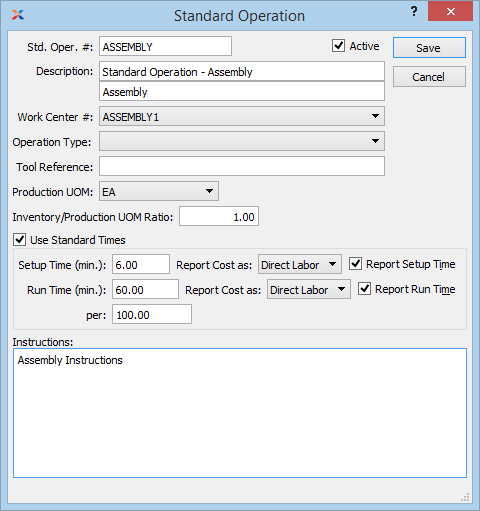 Standard Operation
?
Std. Oper. #: ASSEMBLY Active Save
Description: Standard Operation - Assembly Cancel
Assembly
Work Center #: ASSEMBLY1
Operation Type:
Tool Reference:
Production UOM: EA
Inventory/Production UOM Ratio: 1.00
Use Standard Times
Setup Time (min.): 6.00 Report Cost as: Direct Labor Report Setup Time
Run Time (min.): 60.00 Report Cost as: Direct Labor Report Run Time
per: 100.00
Instructions:
Assembly Instructions